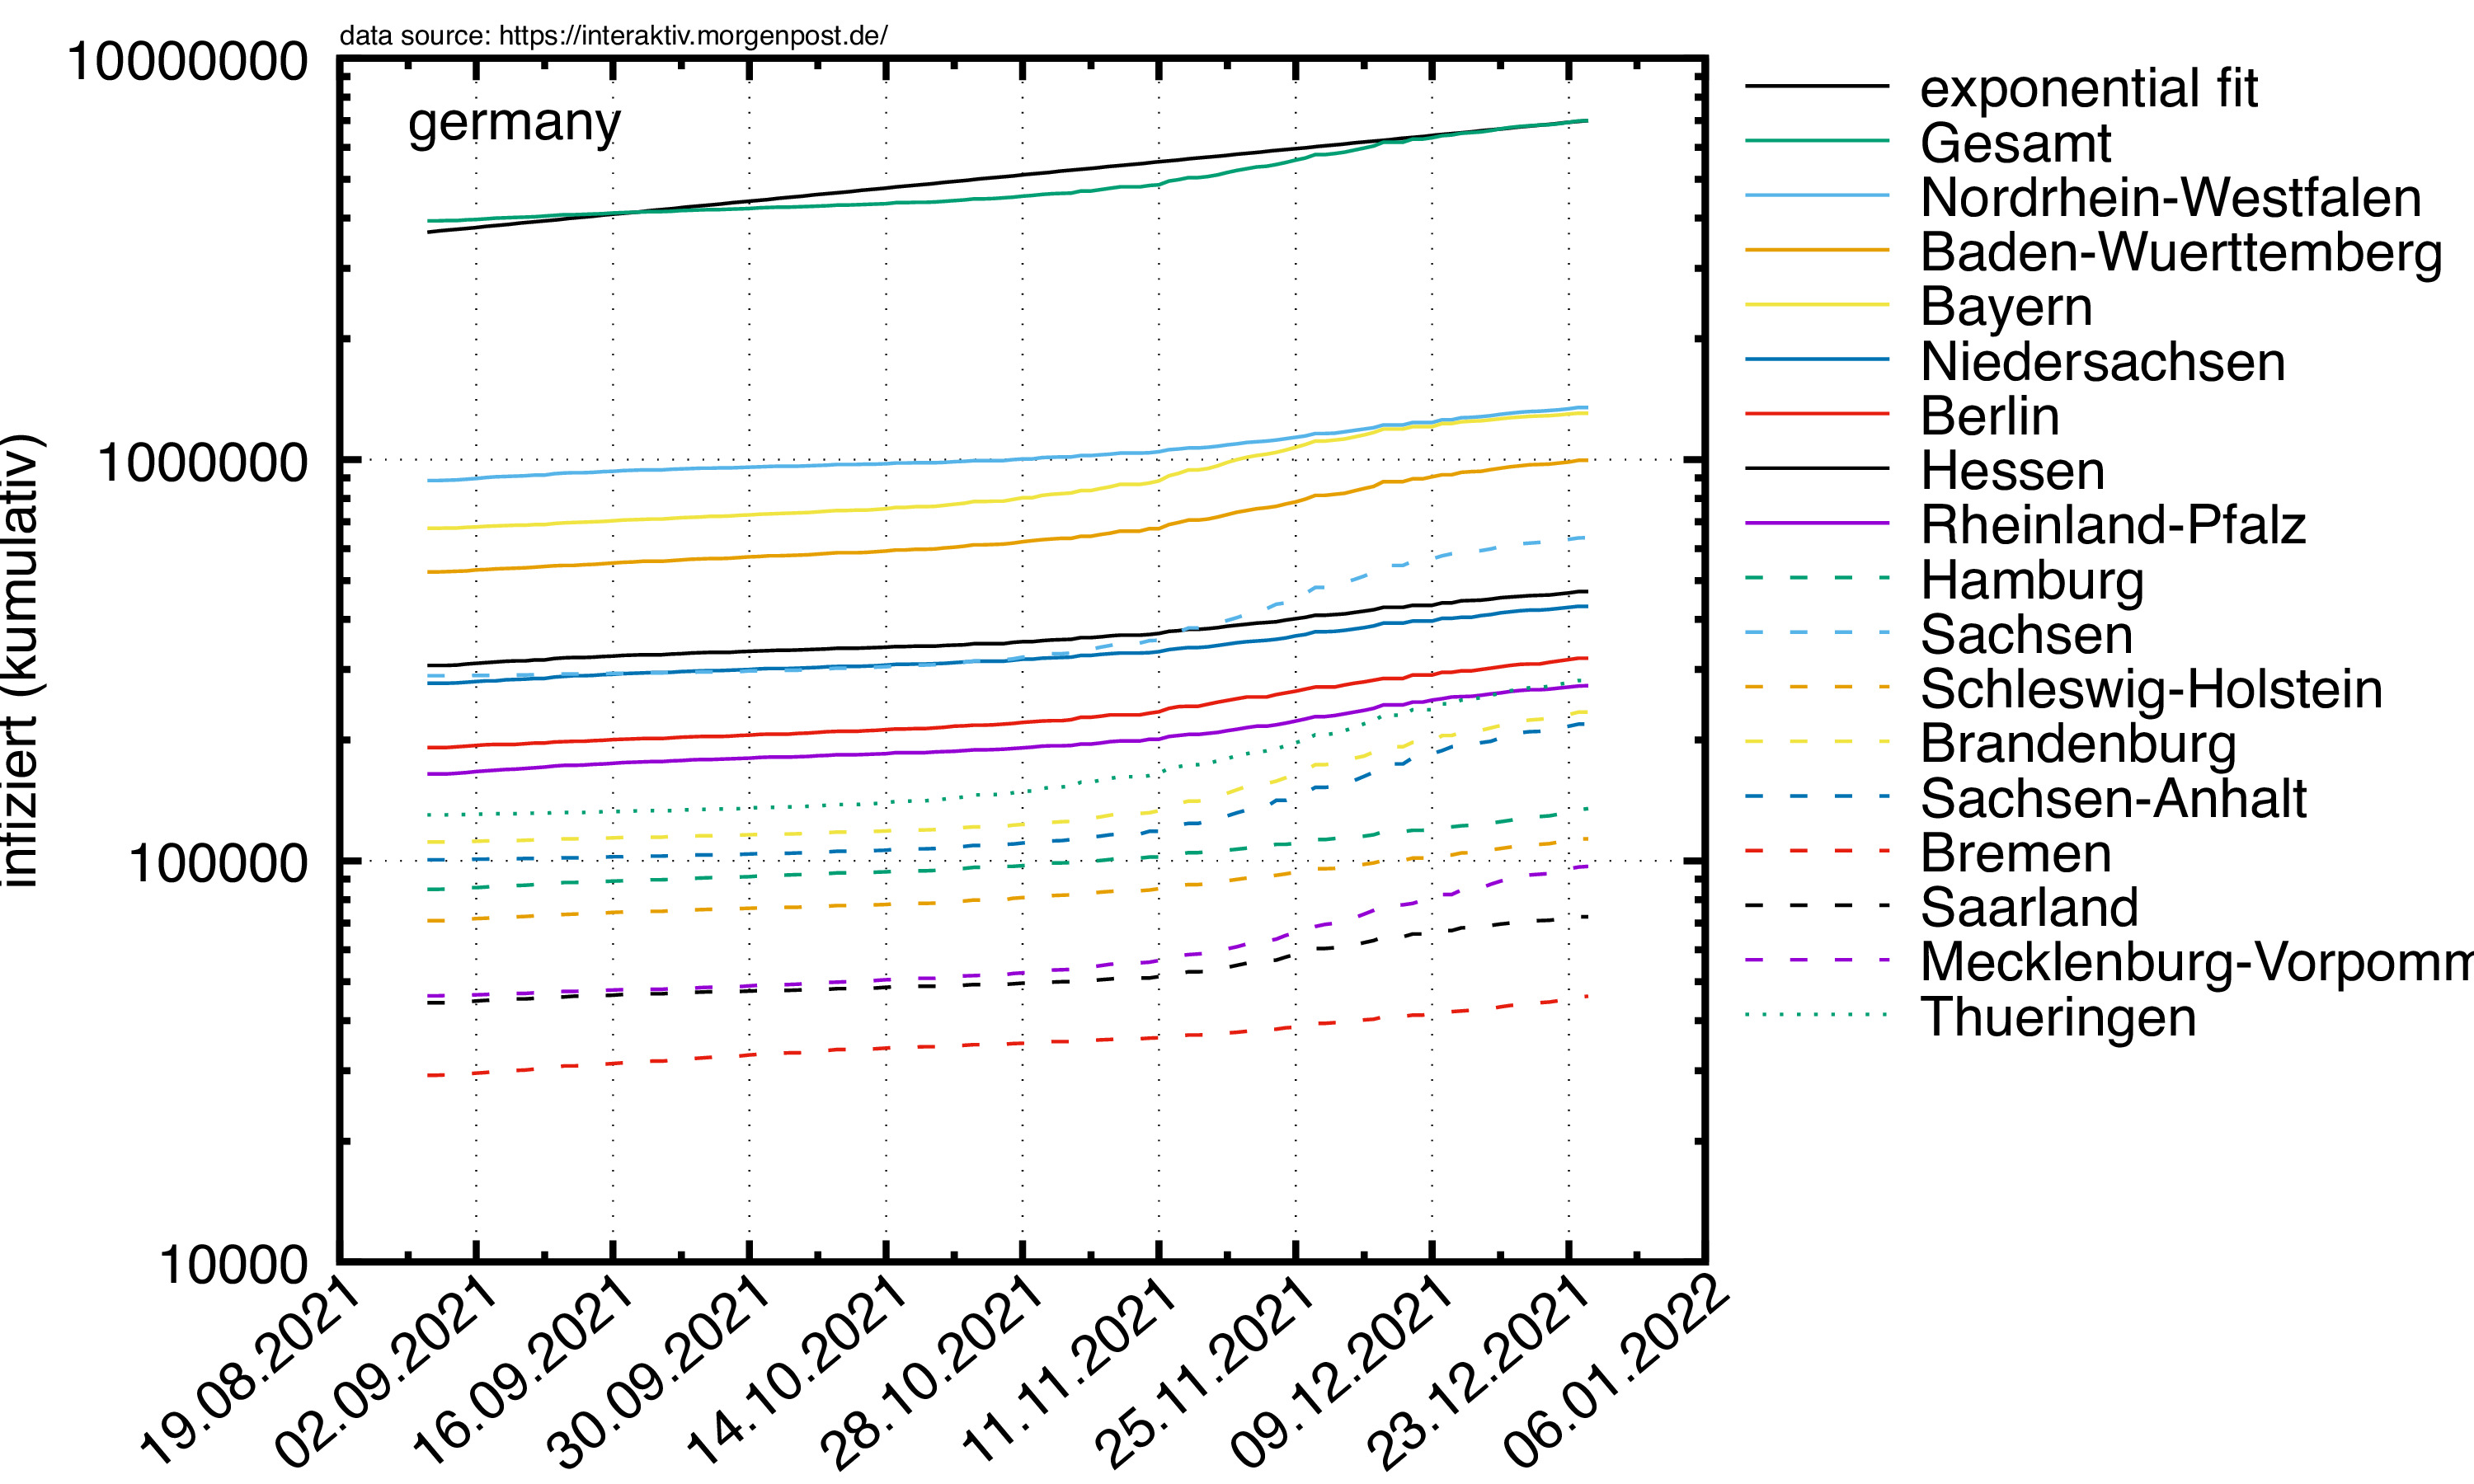 data source: https://interaktiv.morgenpost.de/
germany
infiziert (kumulativ)
10000000
1000000
100000
10000
19.08.2021
02.09.2021
16.09.2021
30.09.2021
14.10.2021
28.10.2021
11.11.2021
25.11.2021
09.12.2021
23.12.2021
06.01.2022
exponential fit
Gesamt
Nordrhein-Westfalen
Baden-Wuerttemberg
Bayern
Niedersachsen
Berlin
Hessen
Rheinland-Pfalz
Hamburg
Sachsen
Schleswig-Holstein
Brandenburg
Sachsen-Anhalt
Bremen
Saarland
Mecklenburg-Vorpomm
Thueringen